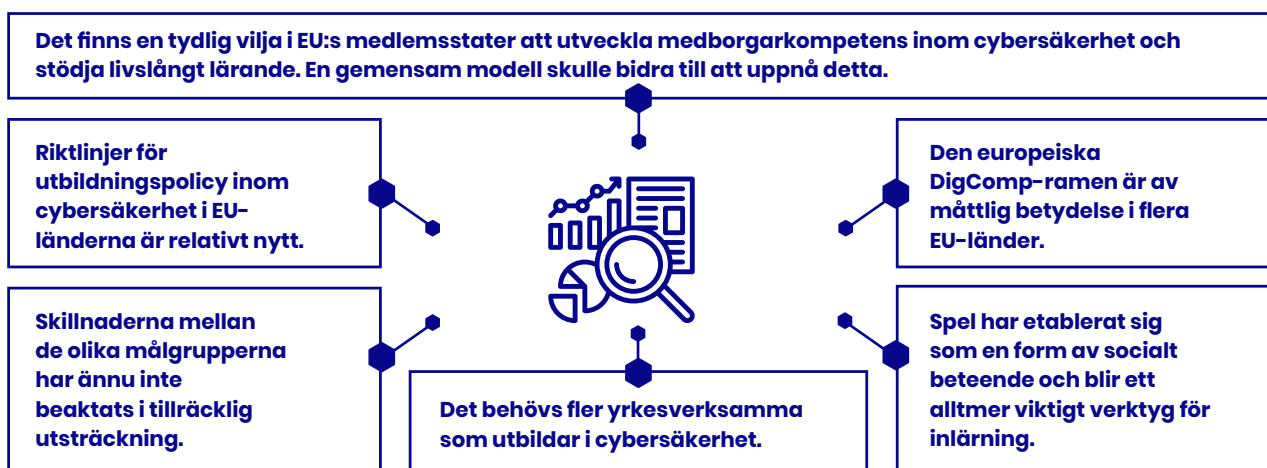 Det finns en tydlig vilja i EU:s medlemsstater att utveckla medborgarkompetens inom cybersäkerhet och
stödja livslångt lärande. En gemensam modell skulle bidra till att uppnå detta.
Riktlinjer för
utbildningspolicy inom
cybersäkerhet i EU-
länderna är relativt nytt.
Den europeiska
DigComp-ramen är av
måttlig betydelse i flera
EU-länder.
Skillnaderna mellan
de olika målgrupperna
har ännu inte
beaktats i tillräcklig
utsträckning.
Det behövs fler yrkesverksamma
som utbildar i cybersäkerhet.
Spel har etablerat sig
som en form av socialt
beteende och blir ett
alltmer viktigt verktyg för
inlärning.